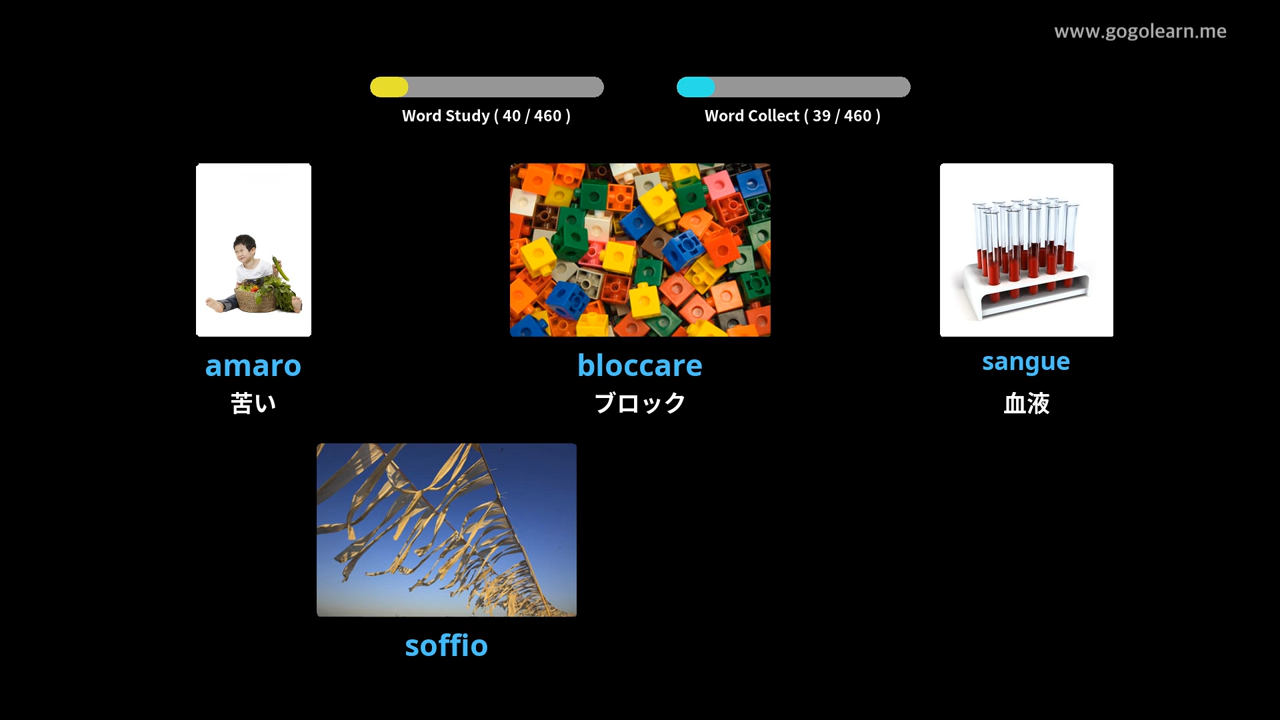 www.gogolearn.me
Word Study ( 40 / 460 )
Word Collect ( 39 / 460 )
amaro
苦い
bloccare
ブロック
sangue
血液
soffio